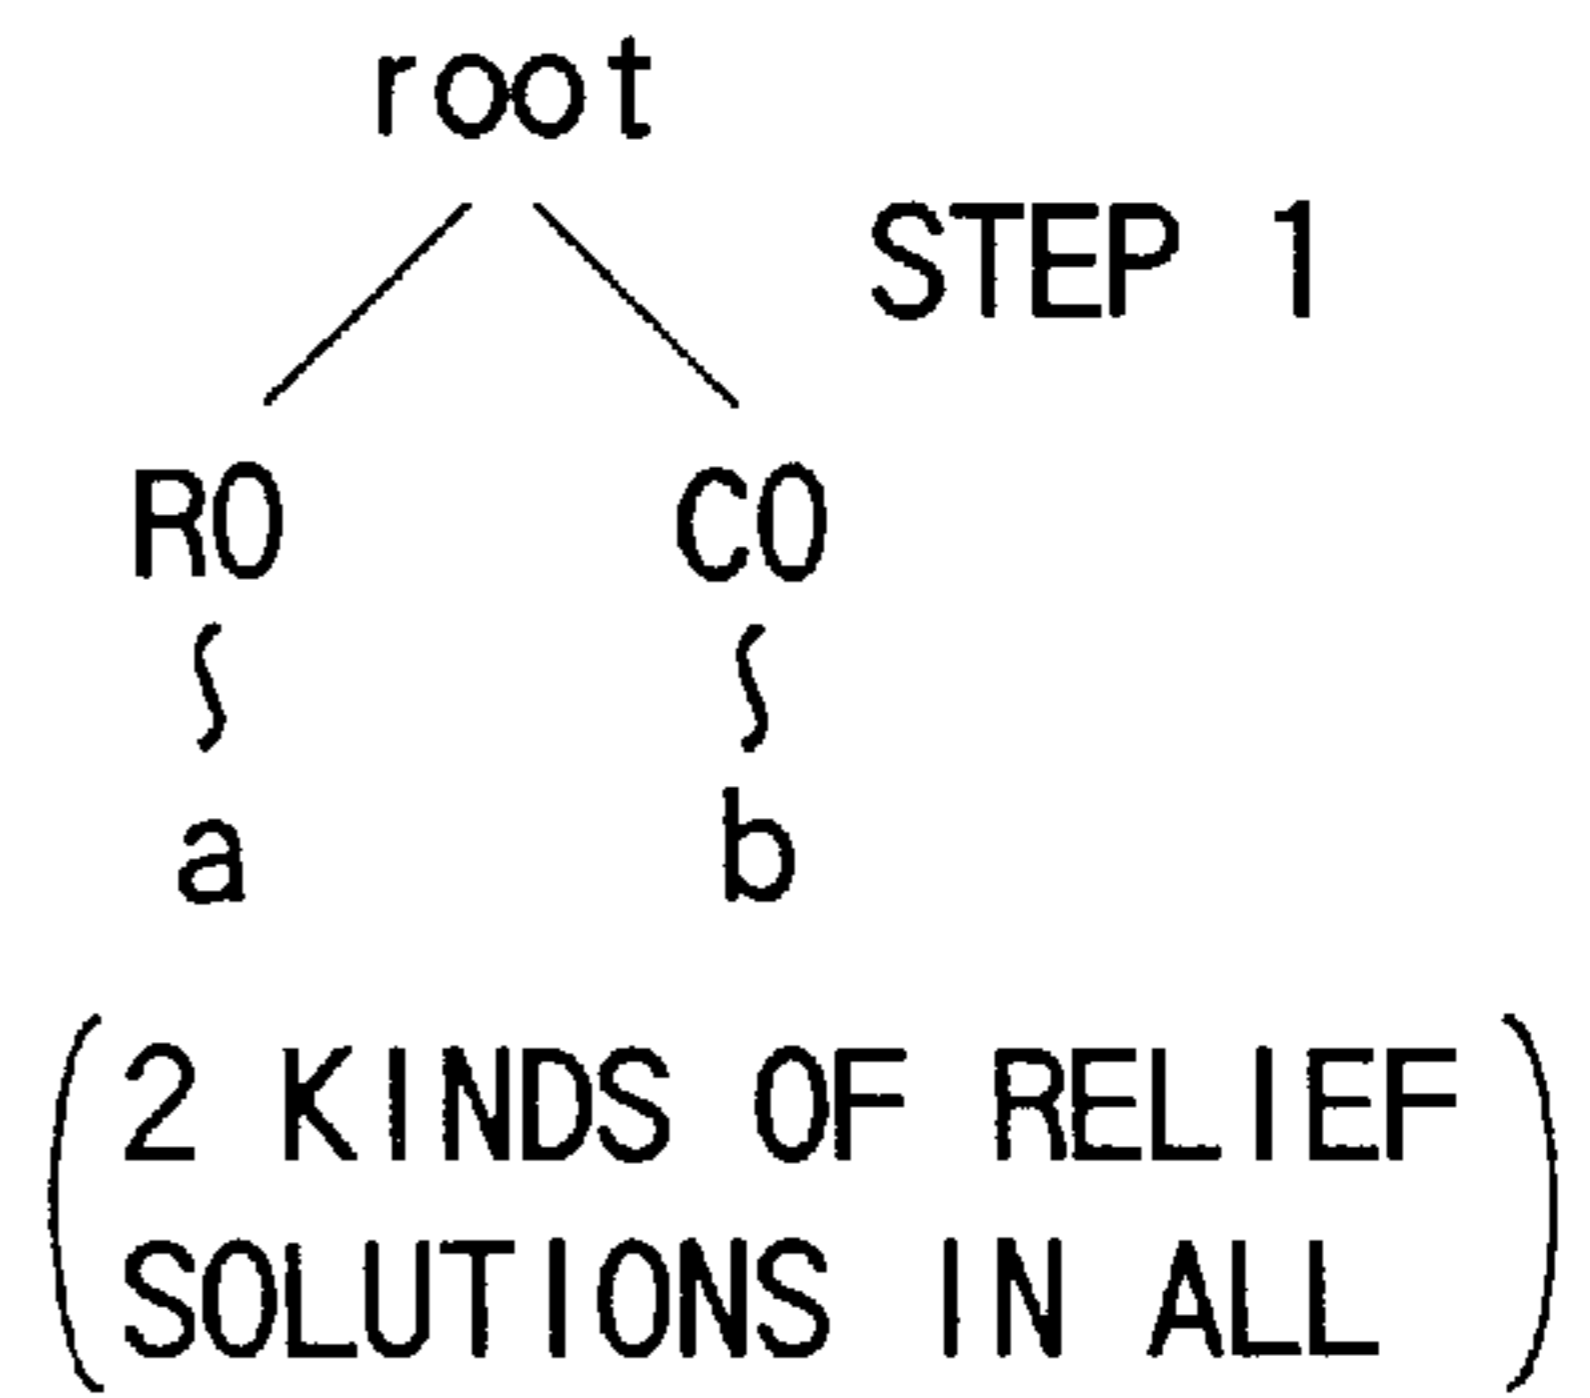 root
STEP 1
R0 C0
a b
2 KINDS OF RELIEF
SOLUTIONS IN ALL